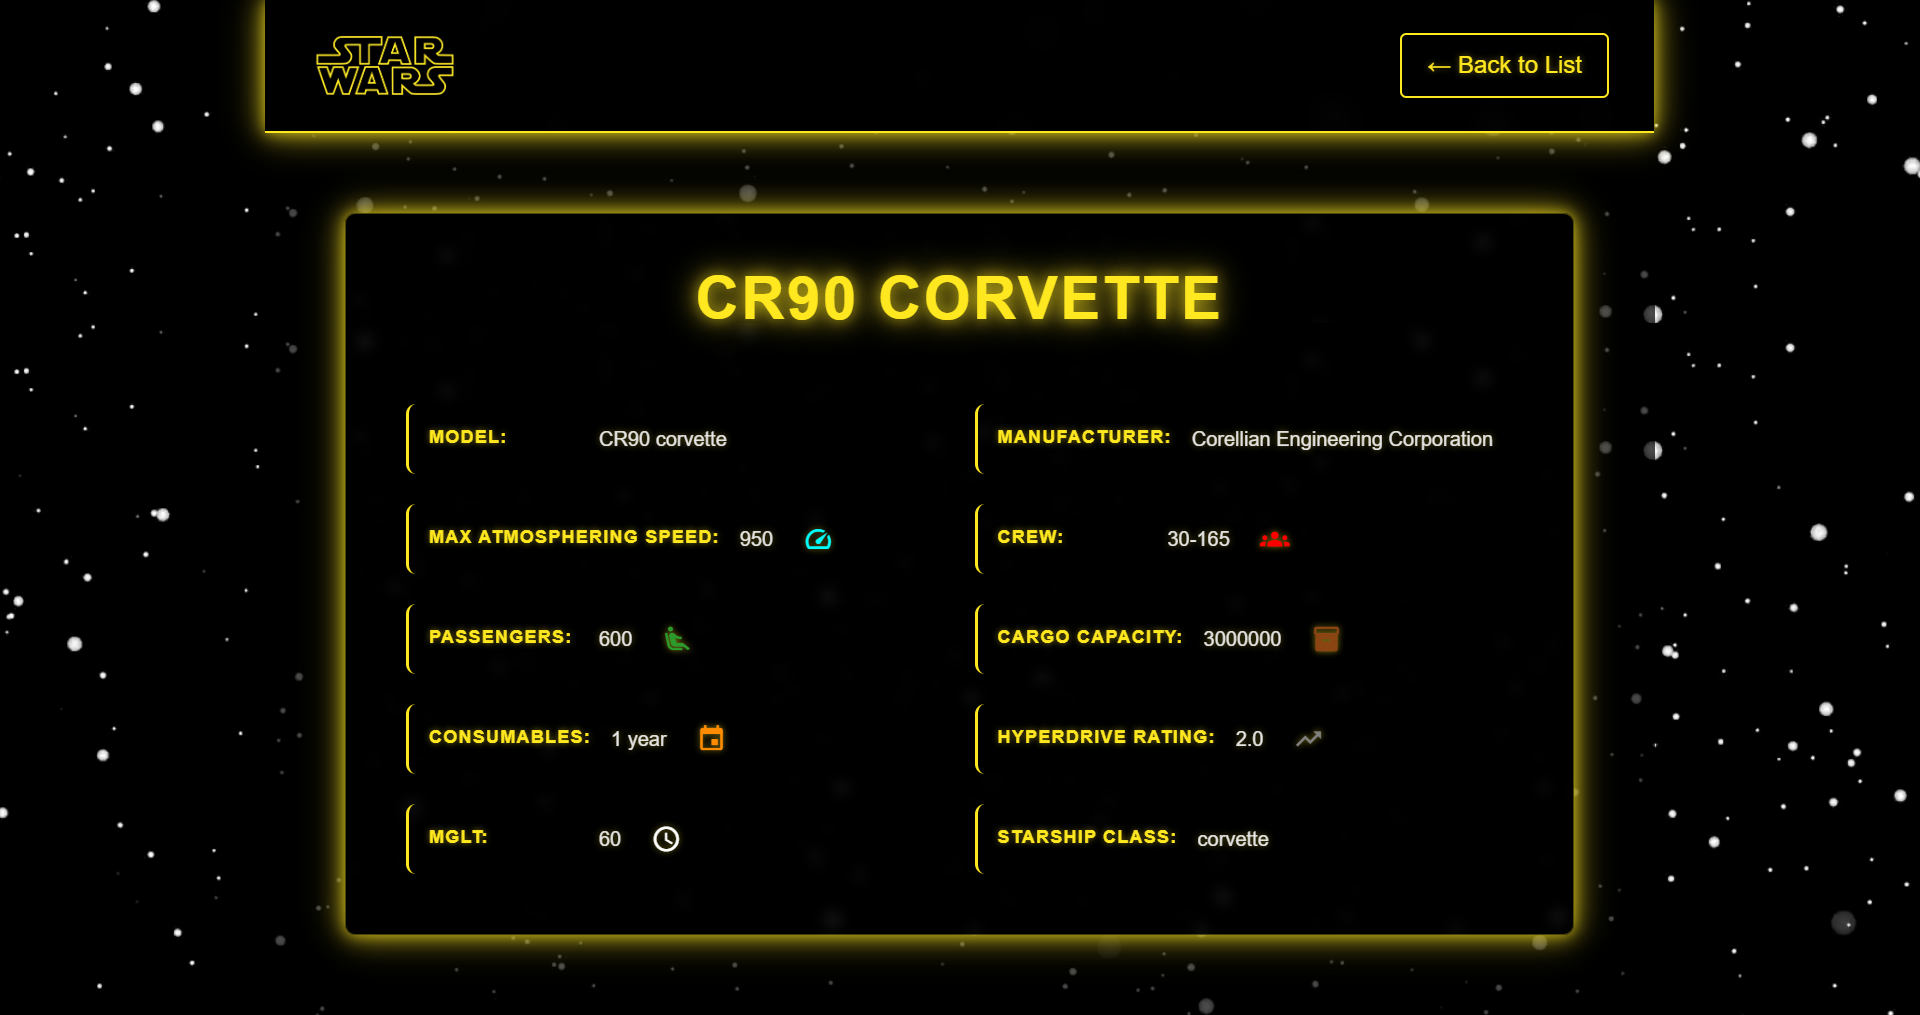 STAR
WARS
← Back to List
CR90 CORVETTE
MODEL: CR90 corvette
MANUFACTURER: Corellian Engineering Corporation
MAX ATMOSPHERING SPEED: 950
CREW: 30-165
PASSENGERS: 600
CARGO CAPACITY: 3000000
CONSUMABLES: 1 year
HYPERDRIVE RATING: 2.0
MGLT: 60
STARSHIP CLASS: corvette